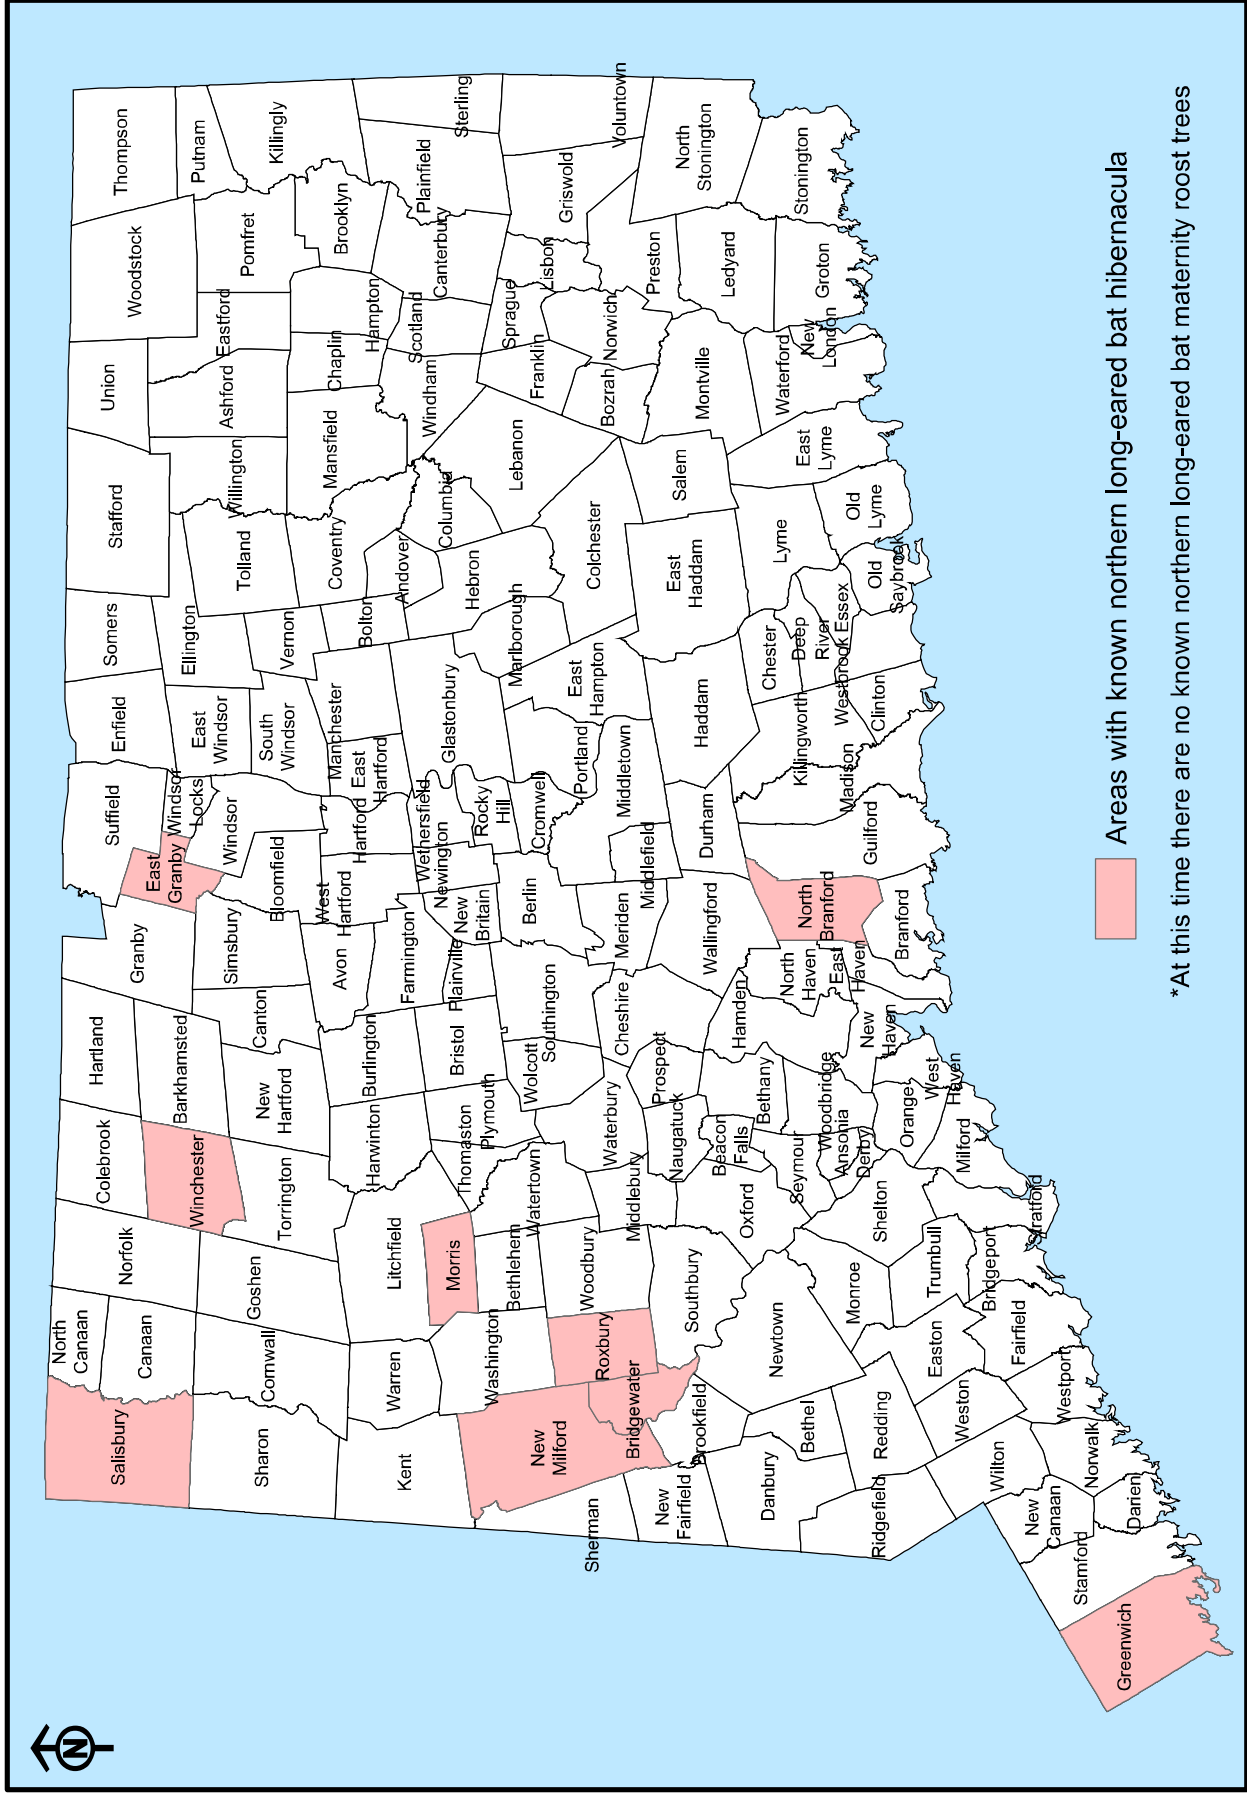 N
North
Canaan
Salisbury
Canaan
Norfolk
Colebrook
Hartland
Granby
Suffield
Enfield
Somers
Stafford
Union
Woodstock
Thompson
East
Granby
Windsor
Locks
East
Windsor
Ellington
Putnam
Winchester
Barkhamsted
Sharon
Cornwall
Goshen
Torrington
New
Hartford
Canton
Simsbury
Bloomfield
Windsor
South
Windsor
Vernon
Tolland
Willington
Ashford
Eastford
Pomfret
Killingly
Kent
Warren
Litchfield
Harwinton
Burlington
Avon
West
Hartford
Hartford
East
Hartford
Manchester
Bolton
Coventry
Mansfield
Chaplin
Hampton
Brooklyn
Andover
Columbia
Windham
Scotland
Canterbury
Plainfield
Sterling
New
Milford
Washington
Morris
Bethlehem
Thomaston
Plymouth
Watertown
Bristol
Farmington
Plainville
New
Britain
Newington
Wethersfield
Rocky
Hill
Glastonbury
Marlborough
Hebron
Lebanon
Franklin
Sprague
Lisbon
Griswold
Voluntown
Sherman
Bridgewater
Roxbury
Woodbury
Middlebury
Waterbury
Wolcott
Southington
Berlin
Cromwell
Portland
East
Hampton
Colchester
Bozrah
Norwich
Preston
North
Stonington
New
Fairfield
Brookfield
Southbury
Naugatuck
Prospect
Cheshire
Meriden
Middlefield
Middletown
Haddam
East
Haddam
Salem
Montville
Ledyard
Stonington
Danbury
Bethel
Newtown
Oxford
Beacon
Falls
Bethany
Hamden
Wallingford
Durham
Killingworth
Chester
Deep
River
Essex
Lyme
East
Lyme
Waterford
New
London
Groton
Ridgefield
Redding
Monroe
Seymour
Ansonia
Derby
Woodbridge
North
Haven
North
Branford
Guilford
Madison
Clinton
Westbrook
Old
Saybrook
Old
Lyme
Wilton
Weston
Easton
Trumbull
Shelton
Orange
New
Haven
East
Haven
Branford
West
Haven
Milford
Stratford
Bridgeport
Fairfield
Westport
Norwalk
New
Canaan
Darien
Stamford
Greenwich
Areas with known northern long-eared bat hibernacula
*At this time there are no known northern long-eared bat maternity roost trees